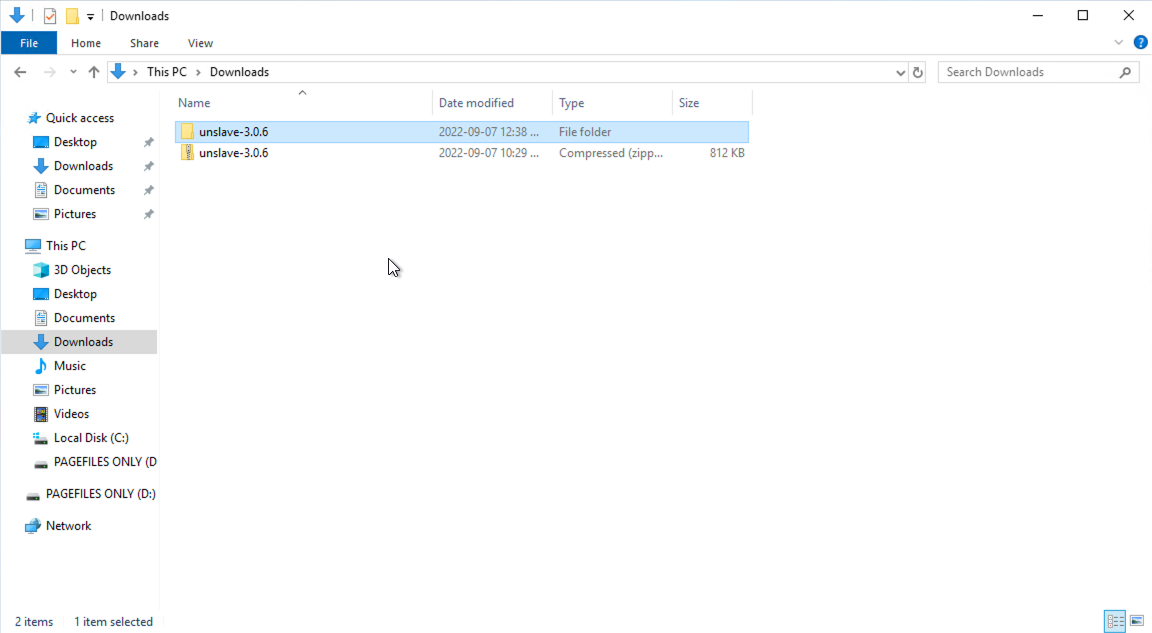 Downloads
File Home Share View
This PC Downloads
Search Downloads
Name Date modified Type Size
unslave-3.0.6 2022-09-07 12:38 ... File folder
unslave-3.0.6 2022-09-07 10:29 ... Compressed (zipp... 812 KB
Quick access
Desktop
Downloads
Documents
Pictures
This PC
3D Objects
Desktop
Documents
Downloads
Music
Pictures
Videos
Local Disk (C:)
PAGEFILES ONLY (D
PAGEFILES ONLY (D:)
Network
2 items 1 item selected